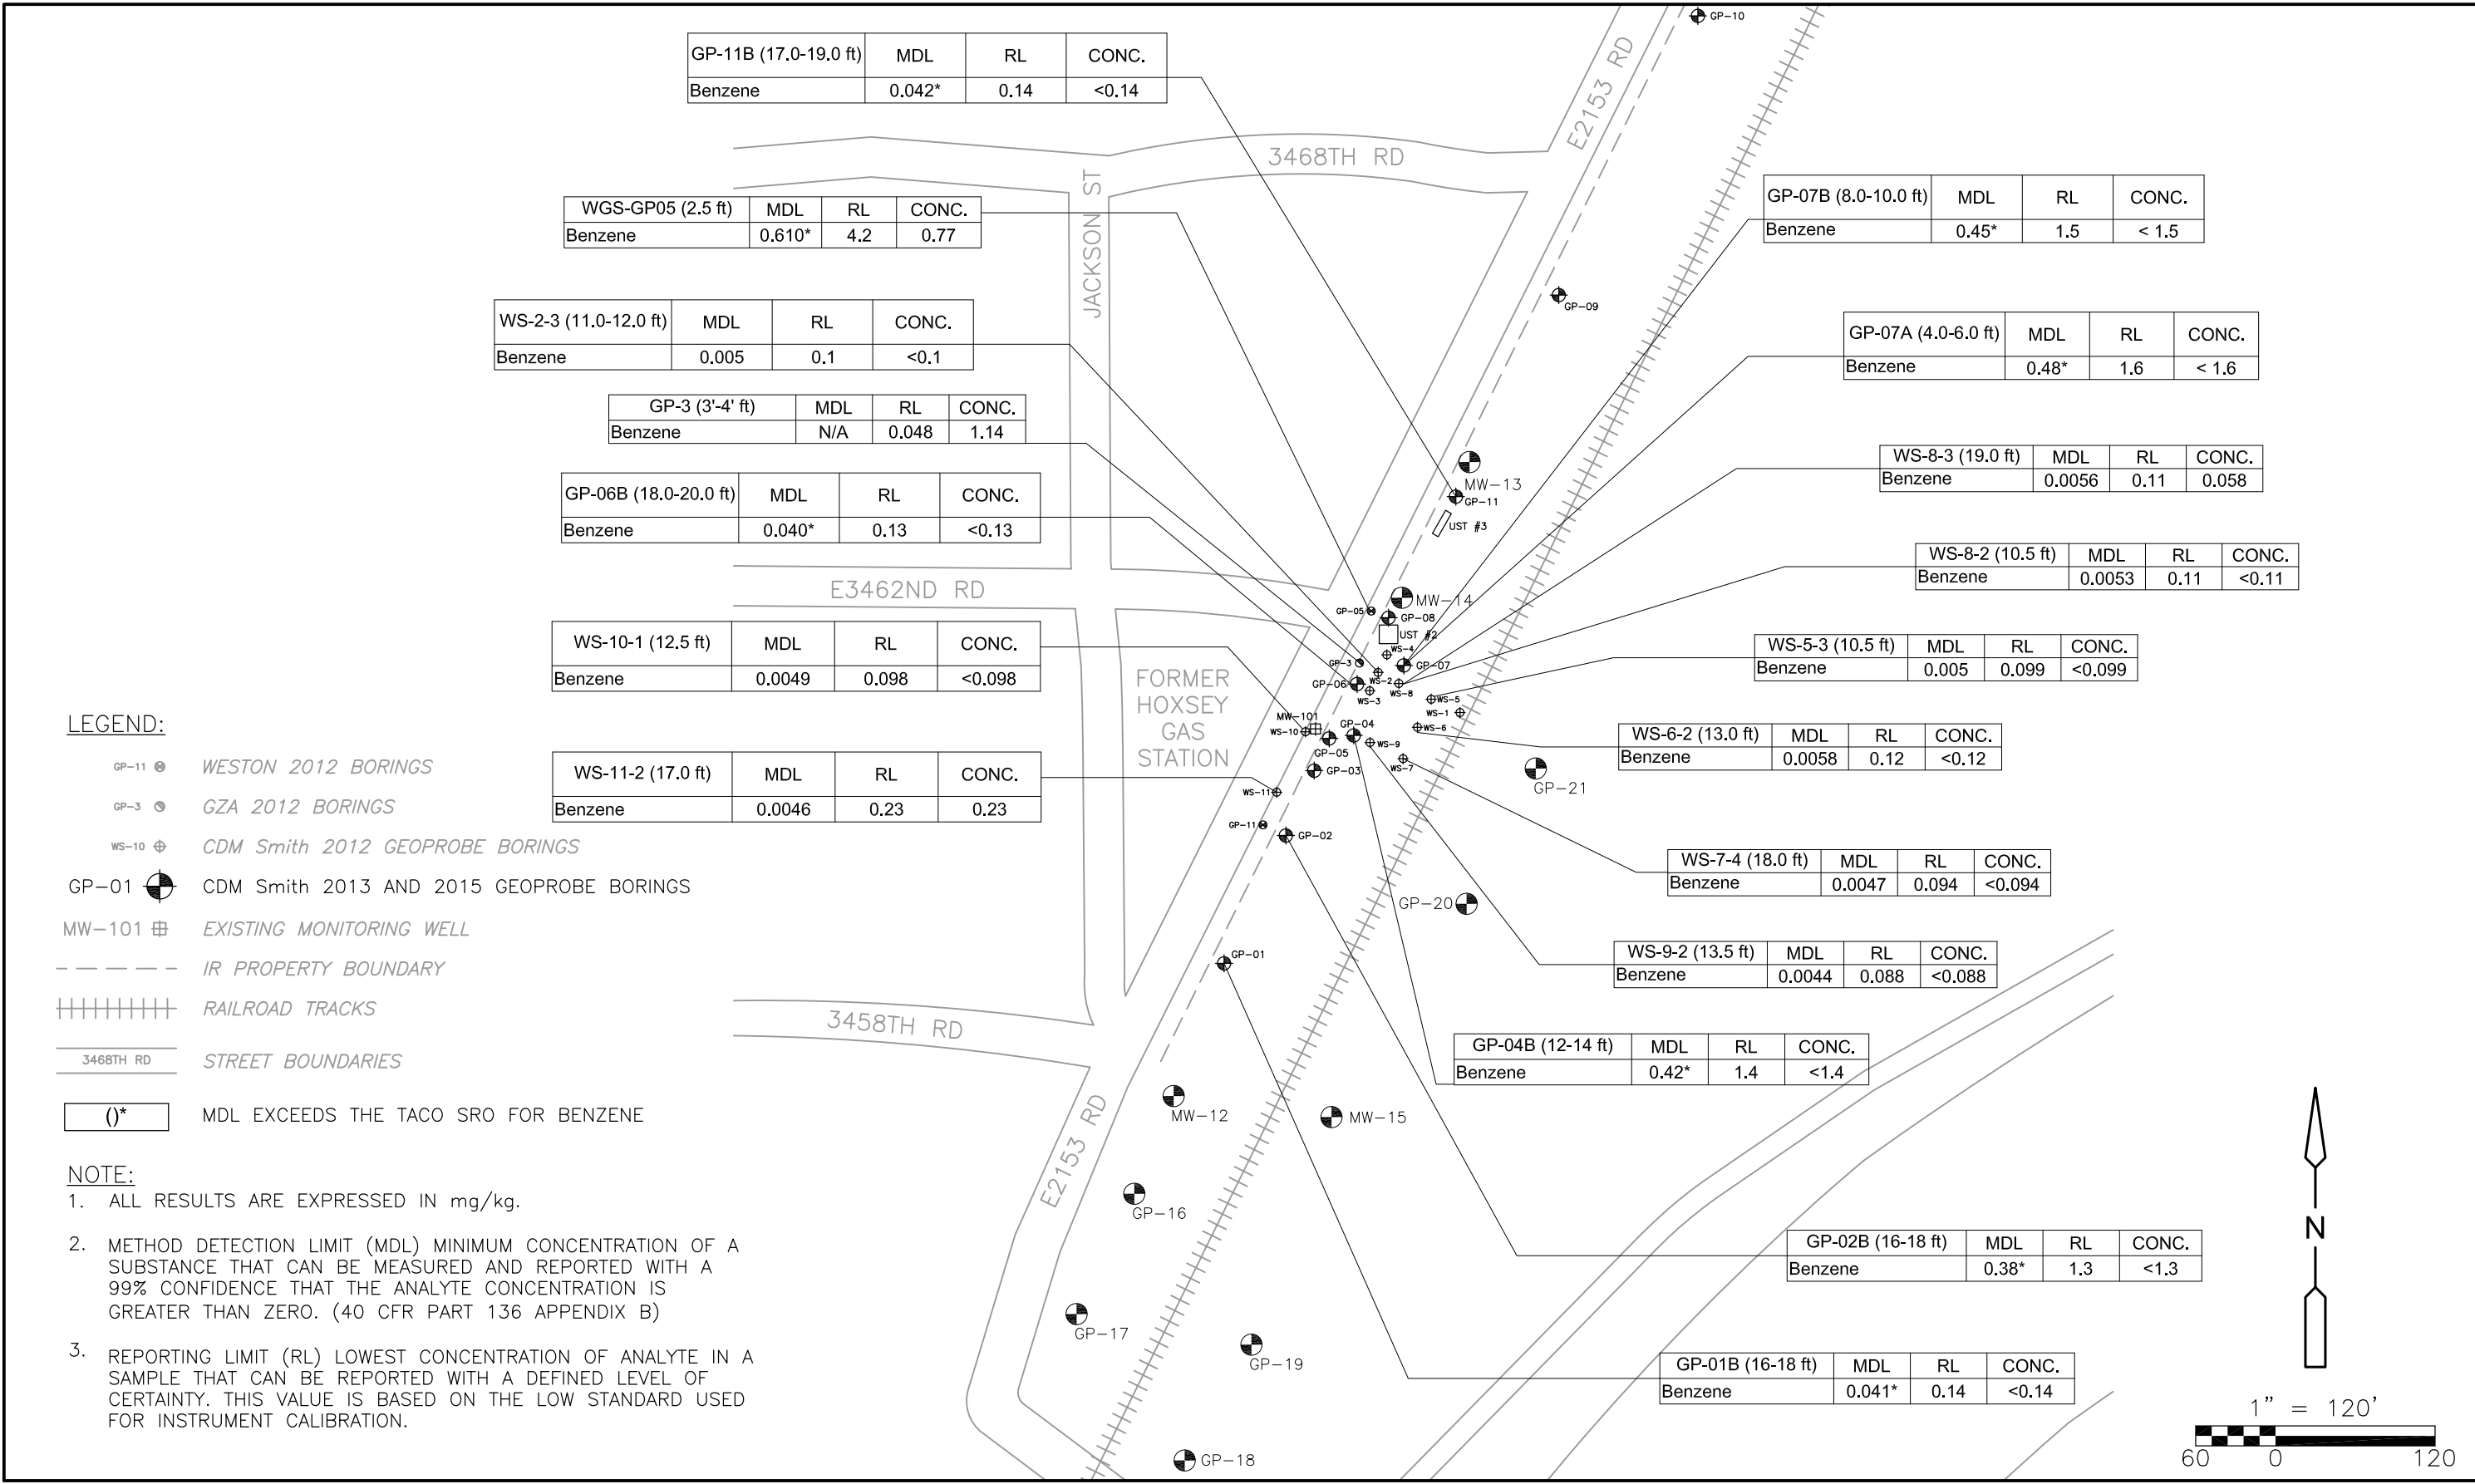 GP-10
GP-11B (17.0-19.0 ft) MDL RL CONC.
Benzene 0.042* 0.14 <0.14
E2153 RD
3468TH RD
JACKSON ST
WGS-GP05 (2.5 ft) MDL RL CONC.
Benzene 0.610* 4.2 0.77
GP-07B (8.0-10.0 ft) MDL RL CONC.
Benzene 0.45* 1.5 < 1.5
GP-09
WS-2-3 (11.0-12.0 ft) MDL RL CONC.
Benzene 0.005 0.1 <0.1
GP-07A (4.0-6.0 ft) MDL RL CONC.
Benzene 0.48* 1.6 < 1.6
GP-3 (3'-4' ft) MDL RL CONC.
Benzene N/A 0.048 1.14
WS-8-3 (19.0 ft) MDL RL CONC.
Benzene 0.0056 0.11 0.058
GP-06B (18.0-20.0 ft) MDL RL CONC.
Benzene 0.040* 0.13 <0.13
MW-13
GP-11
UST #3
WS-8-2 (10.5 ft) MDL RL CONC.
Benzene 0.0053 0.11 <0.11
E3462ND RD
MW-14
GP-05
GP-08
UST #2
WS-4
GP-3
GP-07
WS-2
GP-06
WS-8
WS-3
WS-5
WS-1
WS-10-1 (12.5 ft) MDL RL CONC.
Benzene 0.0049 0.098 <0.098
WS-5-3 (10.5 ft) MDL RL CONC.
Benzene 0.005 0.099 <0.099
FORMER
HOXSEY
GAS
STATION
MW-101
WS-10
GP-04
WS-6
GP-05
WS-9
WS-7
GP-03
WS-6-2 (13.0 ft) MDL RL CONC.
Benzene 0.0058 0.12 <0.12
WS-11-2 (17.0 ft) MDL RL CONC.
Benzene 0.0046 0.23 0.23
WS-11
GP-21
GP-11
GP-02
WS-7-4 (18.0 ft) MDL RL CONC.
Benzene 0.0047 0.094 <0.094
GP-20
GP-01
WS-9-2 (13.5 ft) MDL RL CONC.
Benzene 0.0044 0.088 <0.088
3458TH RD
GP-04B (12-14 ft) MDL RL CONC.
Benzene 0.42* 1.4 <1.4
E2153 RD
MW-12
MW-15
GP-16
GP-02B (16-18 ft) MDL RL CONC.
Benzene 0.38* 1.3 <1.3
GP-17
GP-19
GP-01B (16-18 ft) MDL RL CONC.
Benzene 0.041* 0.14 <0.14
GP-18
LEGEND:
GP-11 WESTON 2012 BORINGS
GP-3 GZA 2012 BORINGS
WS-10 CDM Smith 2012 GEOPROBE BORINGS
GP-01 CDM Smith 2013 AND 2015 GEOPROBE BORINGS
MW-101 EXISTING MONITORING WELL
IR PROPERTY BOUNDARY
RAILROAD TRACKS
3468TH RD STREET BOUNDARIES
()* MDL EXCEEDS THE TACO SRO FOR BENZENE
NOTE:
1. ALL RESULTS ARE EXPRESSED IN mg/kg.
2. METHOD DETECTION LIMIT (MDL) MINIMUM CONCENTRATION OF A
SUBSTANCE THAT CAN BE MEASURED AND REPORTED WITH A
99% CONFIDENCE THAT THE ANALYTE CONCENTRATION IS
GREATER THAN ZERO. (40 CFR PART 136 APPENDIX B)
3. REPORTING LIMIT (RL) LOWEST CONCENTRATION OF ANALYTE IN A
SAMPLE THAT CAN BE REPORTED WITH A DEFINED LEVEL OF
CERTAINTY. THIS VALUE IS BASED ON THE LOW STANDARD USED
FOR INSTRUMENT CALIBRATION.
N
1" = 120'
60 0 120